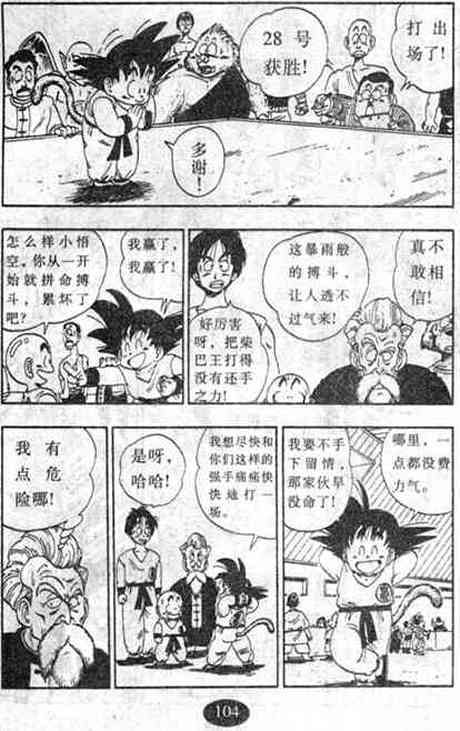 打出
场了！
28号
获胜！
多谢！
真不
敢相
信！
这暴雨般
的搏斗，
让人透不
过气来！
好厉害
呀，把柴
巴王打得
没有还手
之力！
我赢了，
我赢了！
怎么样小悟
空，你从一开
始就拼命搏
斗，累坏了
吧？
哪里，一
点都没费
力气。
我要不手
下留情，
那家伙早
没命了！
我想尽快和
你们这样的
强手痛痛快
快地打一
场。
是呀，
哈哈！
我有
点危
险哪！
104